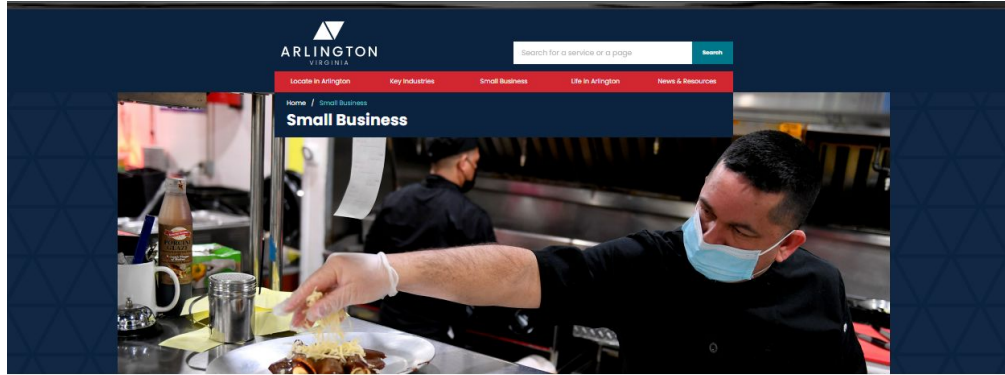 ARLINGTON
VIRGINIA
Search for a service or a page
Search
Locate in Arlington
Key Industries
Small Business
Life in Arlington
News & Resources
Home / Small Business
Small Business